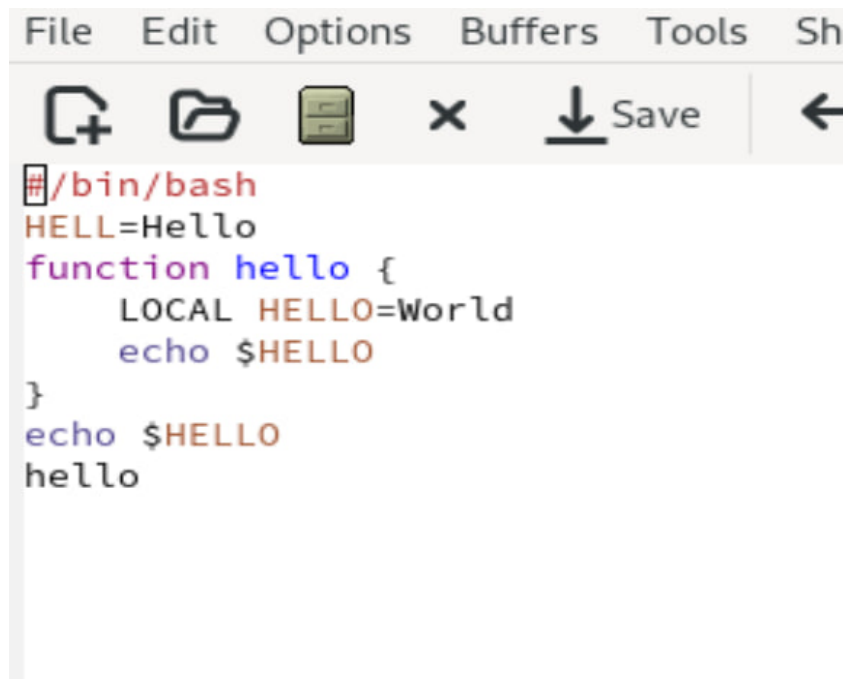 File Edit Options Buffers Tools Sh
Save
#/bin/bash
HELL=Hello
function hello {
     LOCAL HELLO=World
     echo $HELLO
}
echo $HELLO
hello